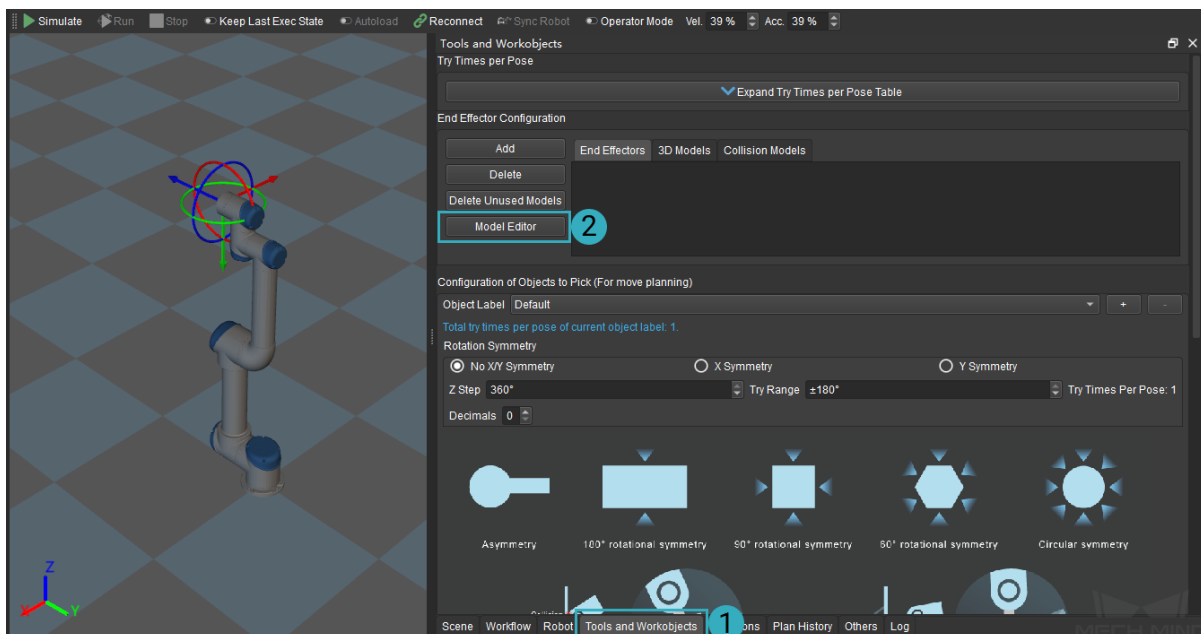 Simulate Run Stop Keep Last Exec State Autoload Reconnect Sync Robot Operator Mode Vel. 39 % Acc. 39 %
Tools and Workobjects
Try Times per Pose
Expand Try Times per Pose Table
End Effector Configuration
Add End Effectors 3D Models Collision Models
Delete
Delete Unused Models
Model Editor 2
Configuration of Objects to Pick (For move planning)
Object Label Default + -
Total try times per pose of current object label: 1.
Rotation Symmetry
No X/Y Symmetry X Symmetry Y Symmetry
Z Step 360° Try Range ±180° Try Times Per Pose: 1
Decimals 0
Asymmetry 180° rotational symmetry 90° rotational symmetry 60° rotational symmetry Circular symmetry
Z
X Y
Scene Workflow Robot Tools and Workobjects 1 Plan History Others Log
MECH MIND